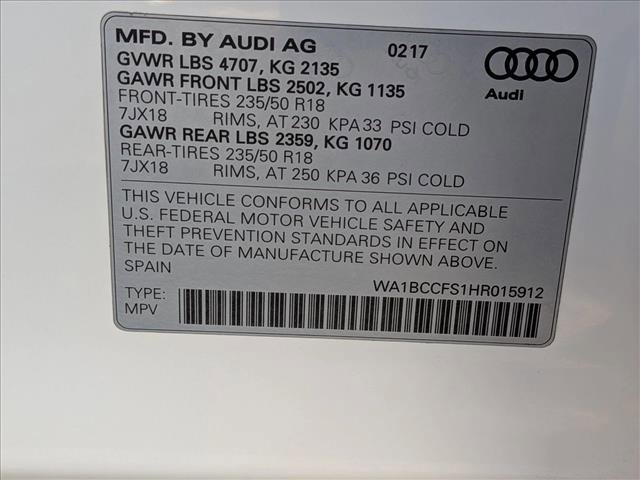 MFD. BY AUDI AG 0217
GVWR LBS 4707, KG 2135
GAWR FRONT LBS 2502, KG 1135
Audi
FRONT-TIRES 235/50 R18
7JX18 RIMS, AT 230 KPA 33 PSI COLD
GAWR REAR LBS 2359, KG 1070
REAR-TIRES 235/50 R18
7JX18 RIMS, AT 250 KPA 36 PSI COLD
THIS VEHICLE CONFORMS TO ALL APPLICABLE
U.S. FEDERAL MOTOR VEHICLE SAFETY AND
THEFT PREVENTION STANDARDS IN EFFECT ON
THE DATE OF MANUFACTURE SHOWN ABOVE.
SPAIN WA1BCCFS1HR015912
TYPE:
MPV